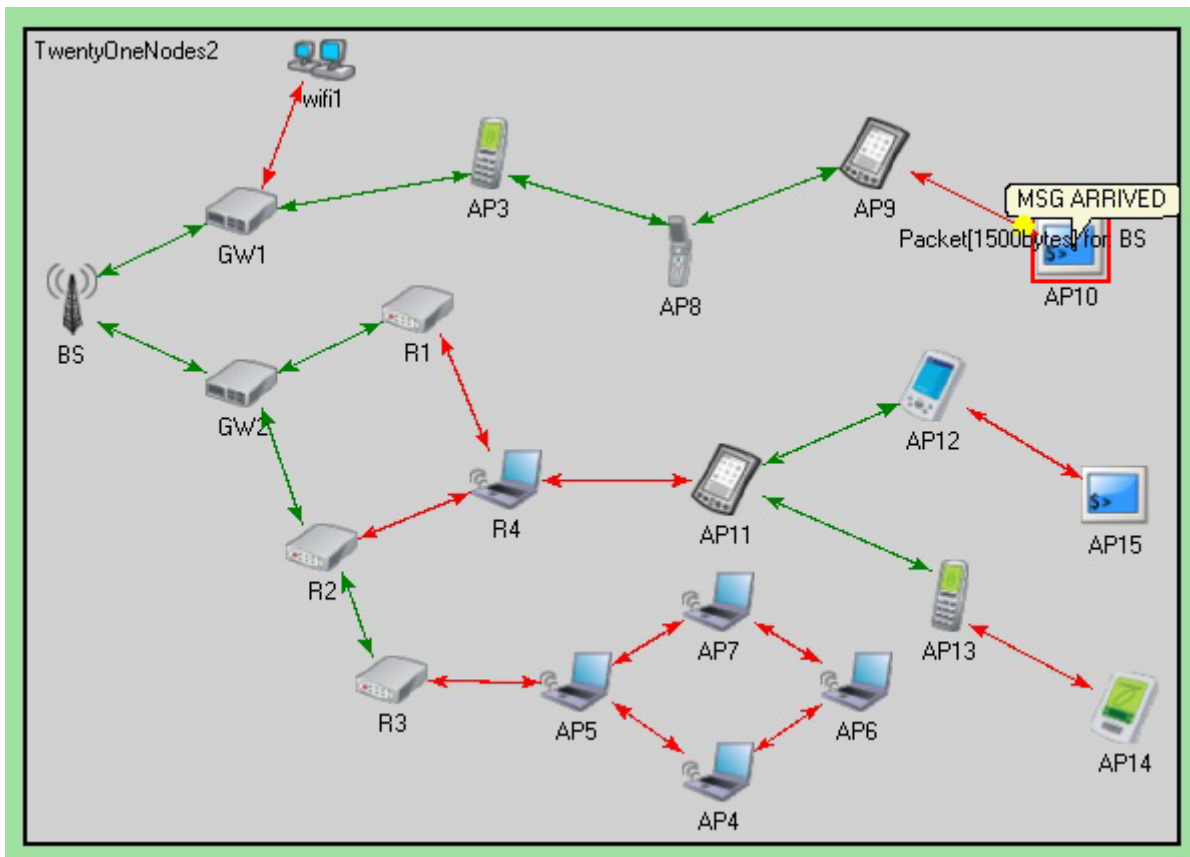 TwentyOneNodes2
wifi1
AP3
AP9
MSG ARRIVED
Packet[1500bytes] for: BS
GW1
AP8
AP10
BS
R1
GW2
AP12
R4
AP11
AP15
R2
AP7
AP13
R3
AP5
AP6
AP14
AP4